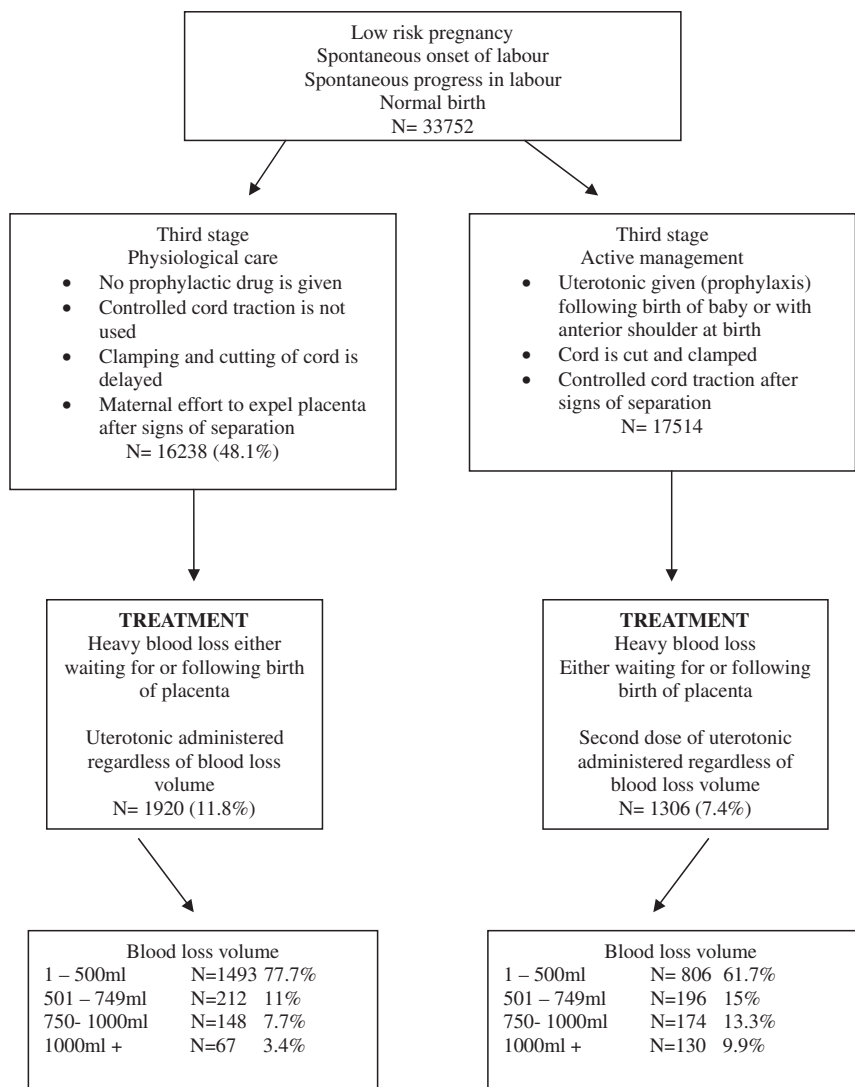 Low risk pregnancy
Spontaneous onset of labour
Spontaneous progress in labour
Normal birth
N= 33752
Third stage
Physiological care
• No prophylactic drug is given
• Controlled cord traction is not
used
• Clamping and cutting of cord is
delayed
• Maternal effort to expel placenta
after signs of separation
N= 16238 (48.1%)
Third stage
Active management
• Uterotonic given (prophylaxis)
following birth of baby or with
anterior shoulder at birth
• Cord is cut and clamped
• Controlled cord traction after
signs of separation
N= 17514
TREATMENT
Heavy blood loss either
waiting for or following birth
of placenta
Uterotonic administered
regardless of blood loss
volume
N= 1920 (11.8%)
TREATMENT
Heavy blood loss
Either waiting for or following
birth of placenta
Second dose of uterotonic
administered regardless of
blood loss volume
N= 1306 (7.4%)
Blood loss volume
1 – 500ml N=1493 77.7%
501 – 749ml N=212 11%
750- 1000ml N=148 7.7%
1000ml + N=67 3.4%
Blood loss volume
1 – 500ml N= 806 61.7%
501 – 749ml N=196 15%
750- 1000ml N=174 13.3%
1000ml + N=130 9.9%